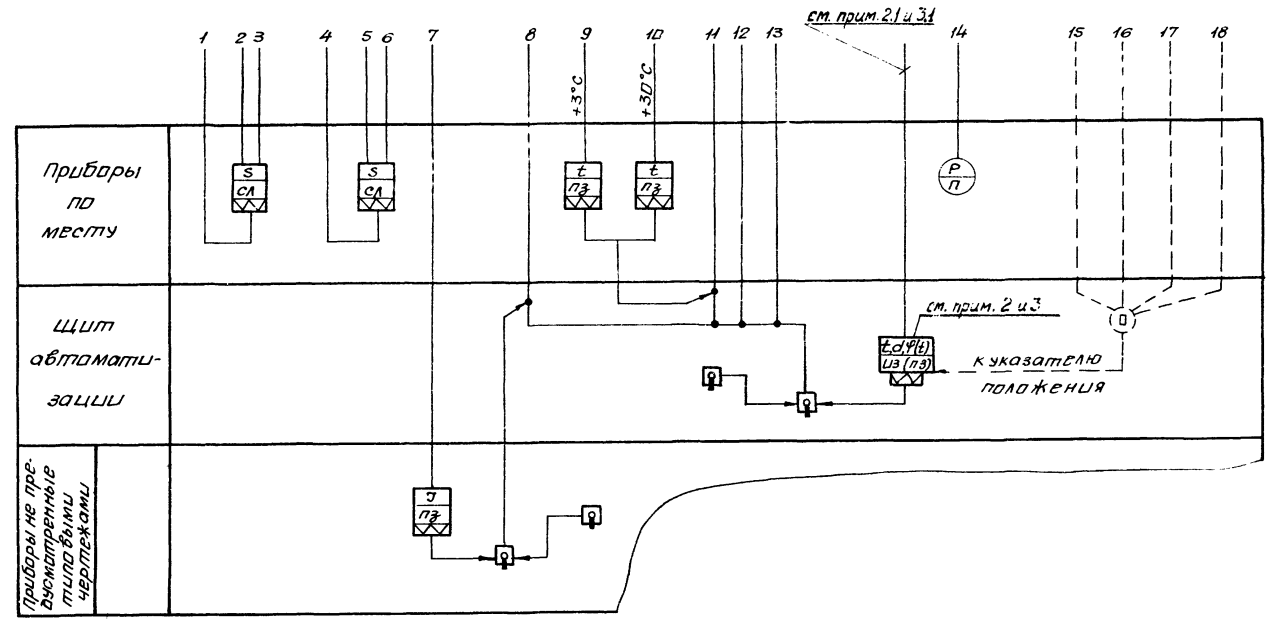 см. прим. 2.1 и 3.1
1 2 3 4 5 6 7 8 9 10 11 12 13 14 15 16 17 18
+3°С
+30°С
Приборы
по
месту
S
СЛ
S
СЛ
t
ПЗ
t
ПЗ
Р
П
Щит
автомати-
зации
см. прим. 2 и 3
t,d,φ(t)
ИЗ (ПЗ)
к указателю
положения
Приборы не пре-
дусмотренные
типовыми
чертежами
ПЗ